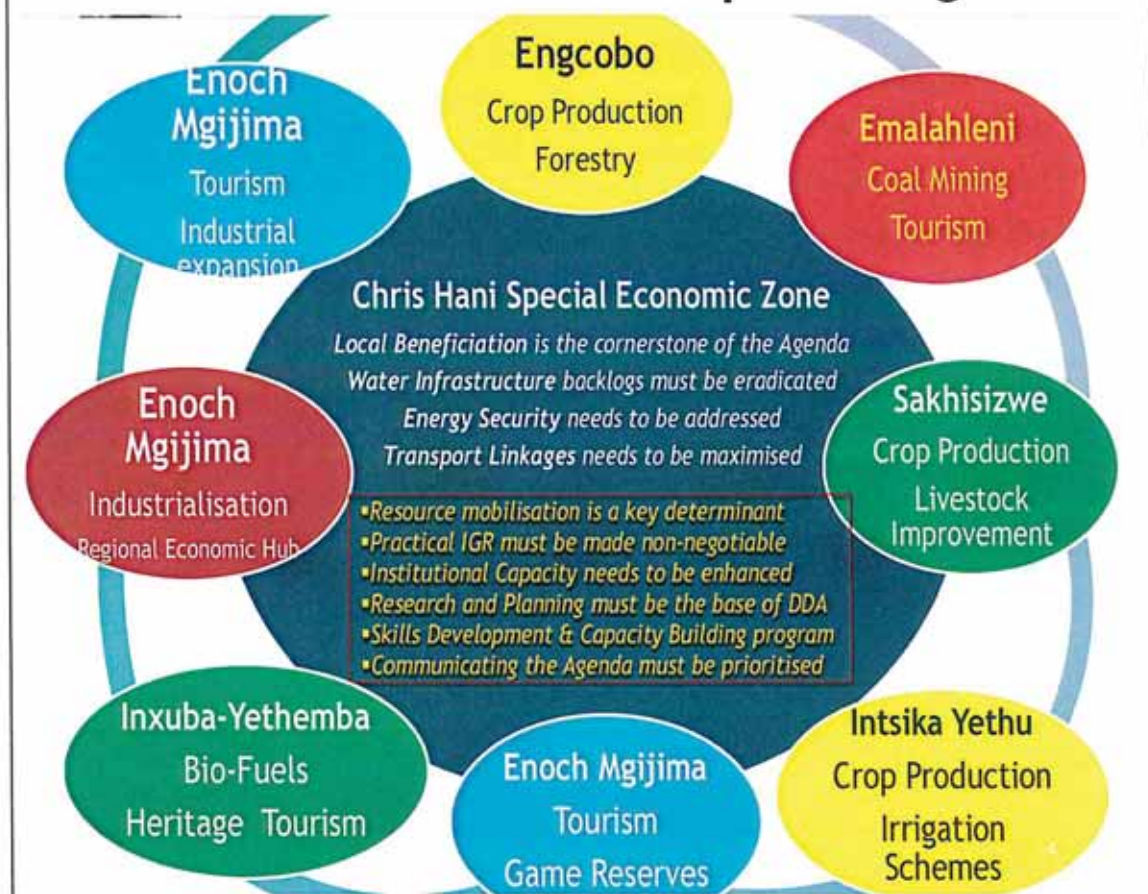 Engcobo
Crop Production
Forestry
Enoch
Mgijima
Tourism
Industrial
expansion
Emalahleni
Coal Mining
Tourism
Chris Hani Special Economic Zone
Local Beneficiation is the cornerstone of the Agenda
Water Infrastructure backlogs must be eradicated
Energy Security needs to be addressed
Transport Linkages needs to be maximised
▪Resource mobilisation is a key determinant
▪Practical IGR must be made non-negotiable
▪Institutional Capacity needs to be enhanced
▪Research and Planning must be the base of DDA
▪Skills Development & Capacity Building program
▪Communicating the Agenda must be prioritised
Enoch
Mgijima
Industrialisation
Regional Economic Hub
Sakhisizwe
Crop Production
Livestock
Improvement
Inxuba-Yethemba
Bio-Fuels
Heritage Tourism
Enoch Mgijima
Tourism
Game Reserves
Intsika Yethu
Crop Production
Irrigation
Schemes